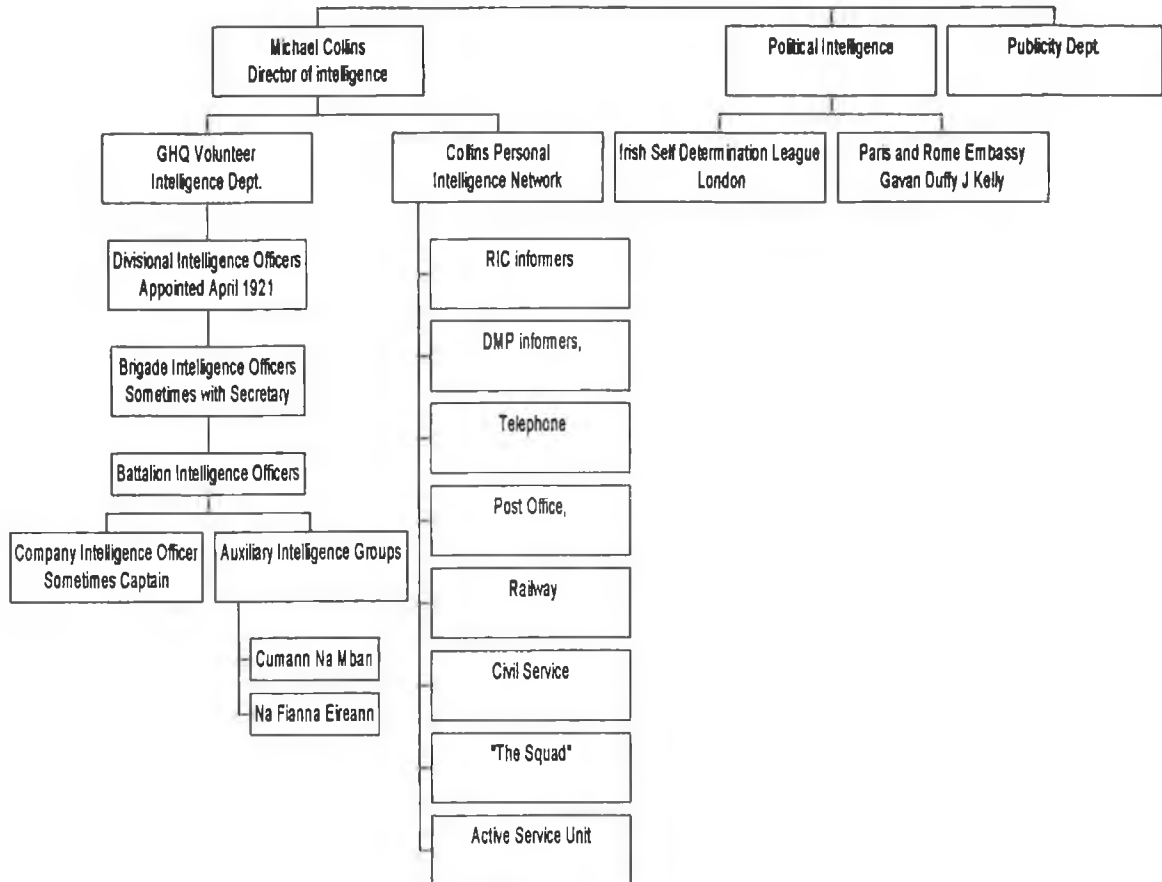 Michael Collins
Director of intelligence
Political Intelligence
Publicity Dept.
GHQ Volunteer
Intelligence Dept.
Collins Personal
Intelligence Network
Irish Self Determination League
London
Paris and Rome Embassy
Gavan Duffy J Kelly
Divisional Intelligence Officers
Appointed April 1921
Brigade Intelligence Officers
Sometimes with Secretary
Battalion Intelligence Officers
Company Intelligence Officer
Sometimes Captain
Auxiliary Intelligence Groups
Cumann Na Mban
Na Fianna Eireann
RIC informers
DMP informers,
Telephone
Post Office,
Railway
Civil Service
"The Squad"
Active Service Unit